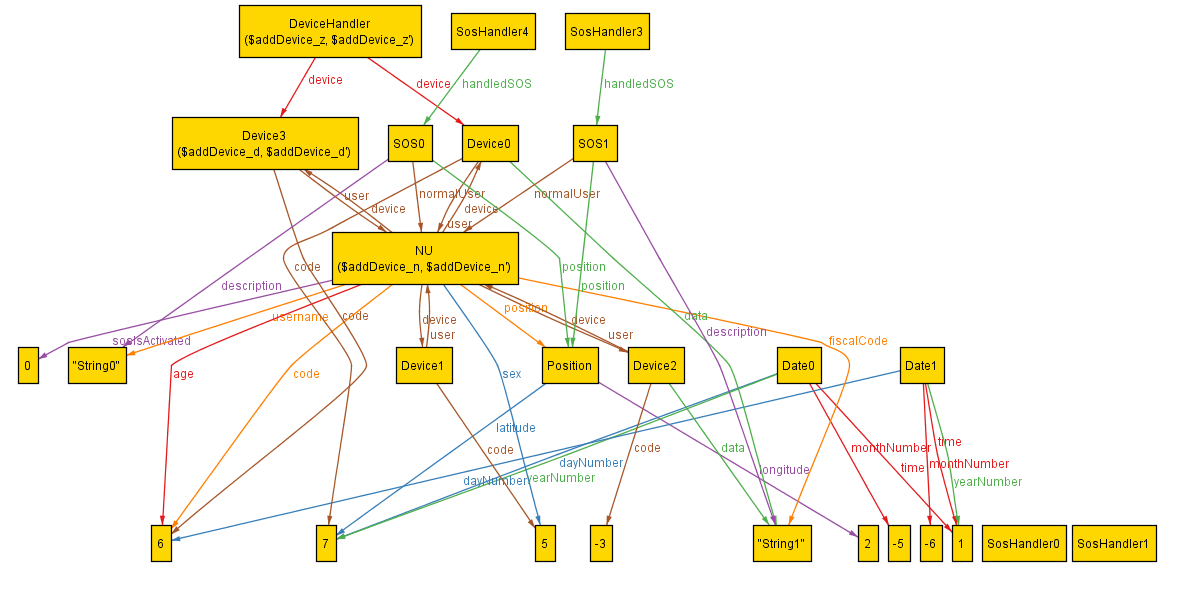 DeviceHandler
($addDevice_z, $addDevice_z')
SosHandler4
SosHandler3
device
device
handledSOS
handledSOS
Device3
($addDevice_d, $addDevice_d')
SOS0
Device0
SOS1
user
normalUser
normalUser
device
device
user
NU
($addDevice_n, $addDevice_n')
code
position
description
position
username
code
position
device
device
data
user
user
description
sosIsActivated
fiscalCode
0
"String0"
age
code
Device1
sex
Position
Device2
Date0
Date1
latitude
code
code
data
monthNumber
time
dayNumber
longitude
time
monthNumber
dayNumber
yearNumber
yearNumber
6
7
5
-3
"String1"
2
-5
-6
1
SosHandler0
SosHandler1